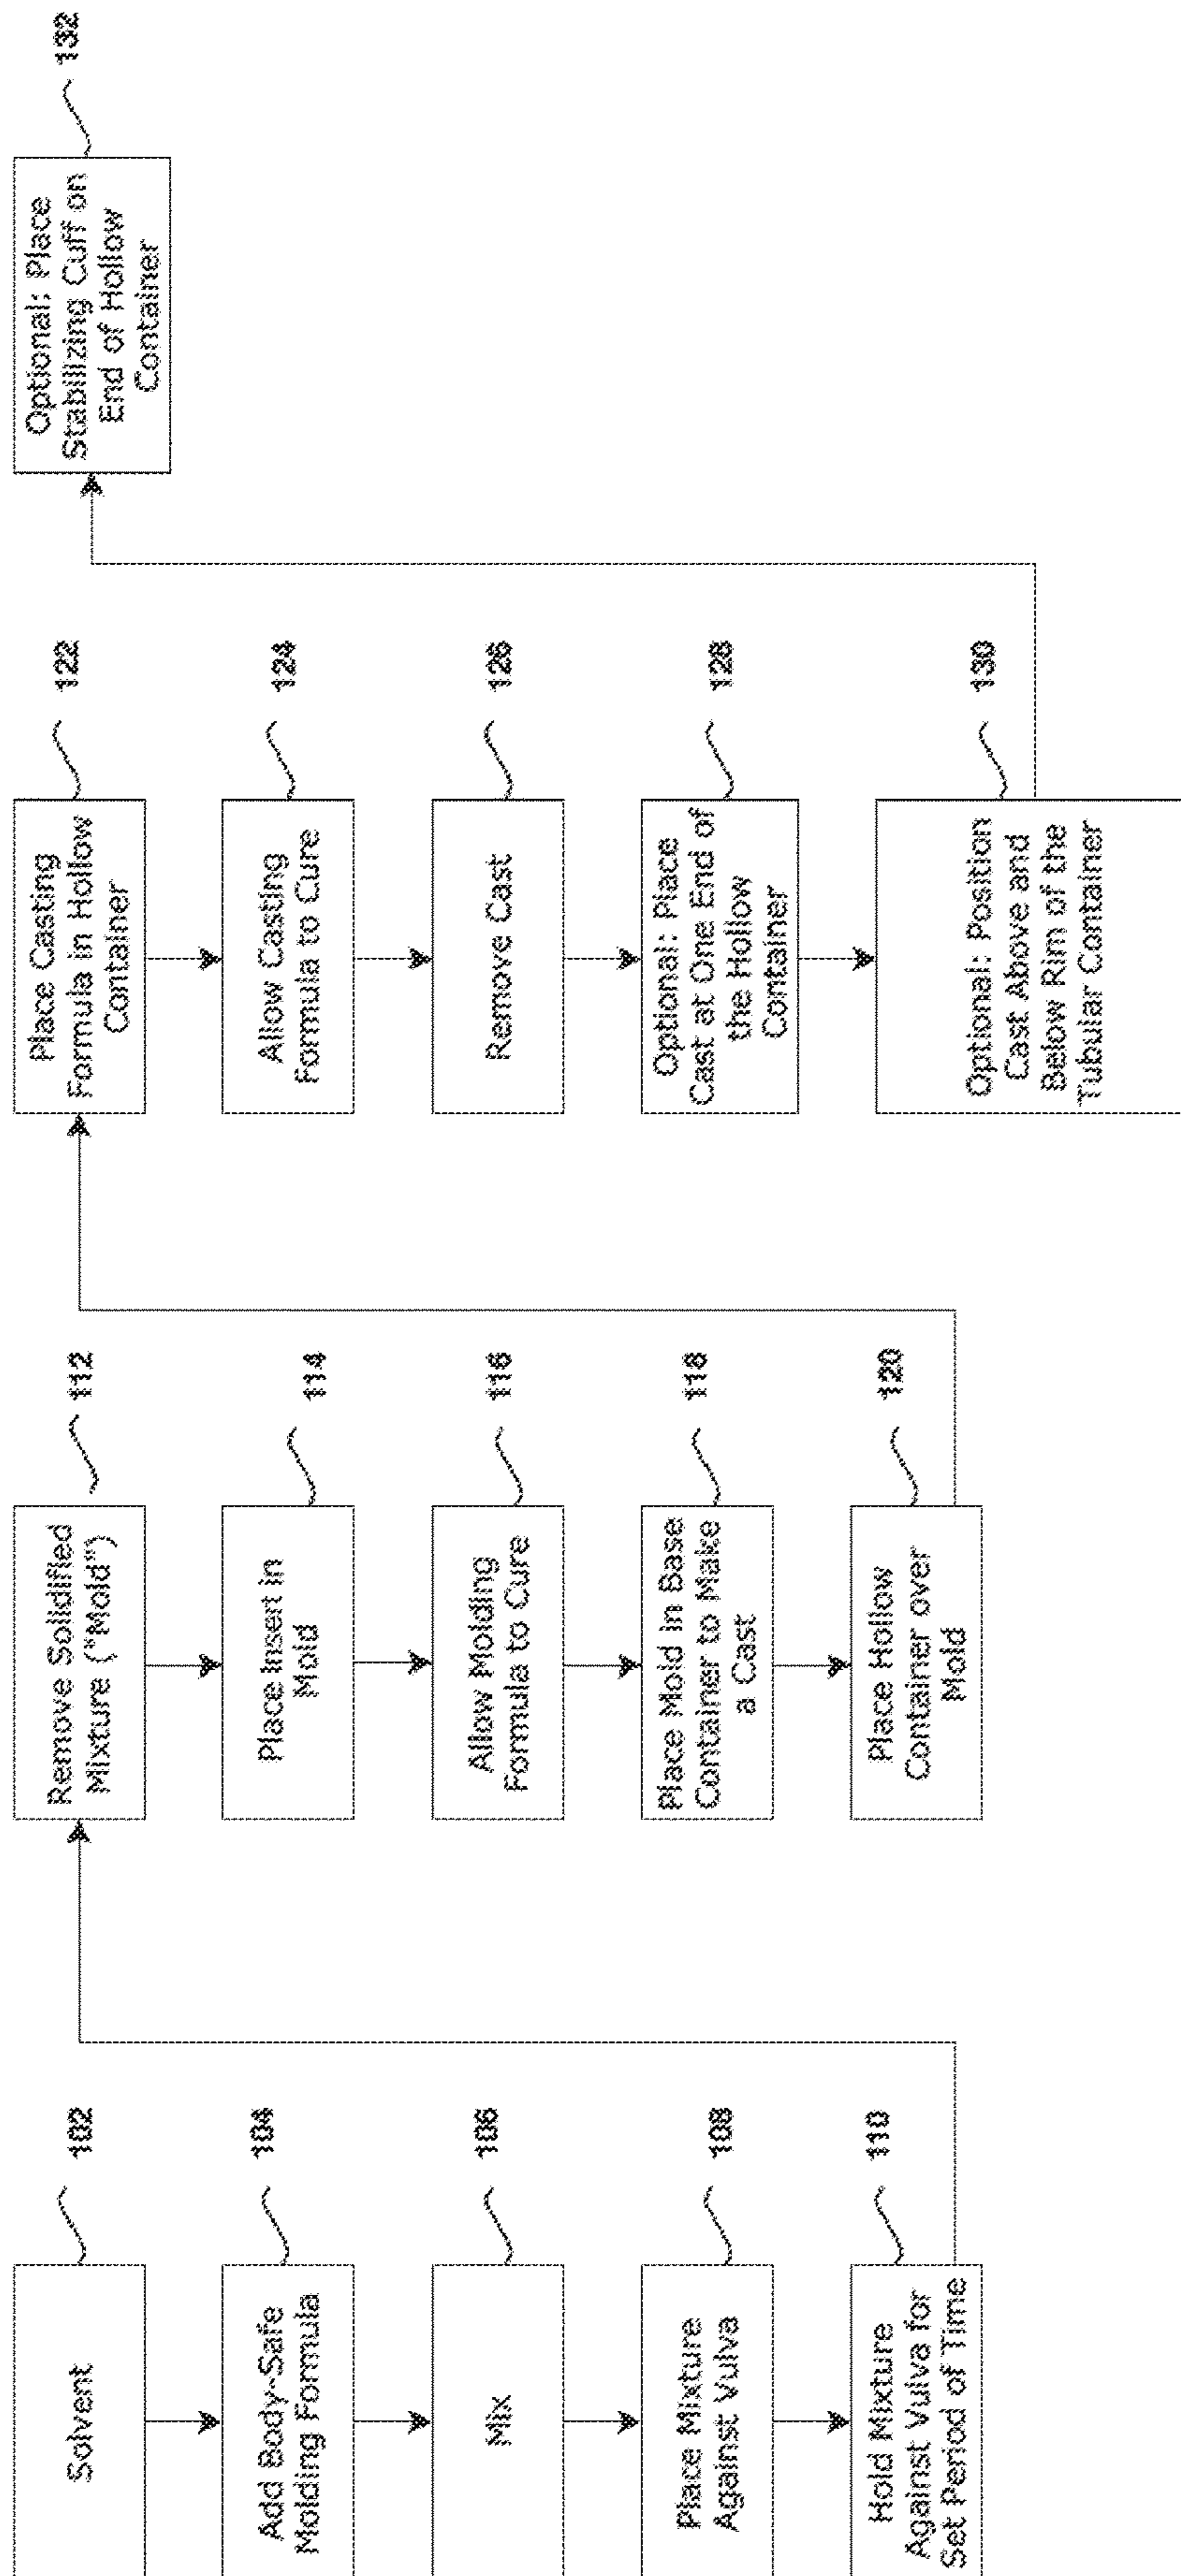 Solvent
102
Add Body-Safe
Molding Formula
104
Mix
106
Place Mixture
Against Vulva
108
Hold Mixture
Against Vulva for
Set Period of Time
110
Remove Solidified
Mixture ("Mold")
112
Place Insert in
Mold
114
Allow Molding
Formula to Cure
116
Place Mold in Base
Container to Make
a Cast
118
Place Hollow
Container over
Mold
120
Place Casting
Formula in Hollow
Container
122
Allow Casting
Formula to Cure
124
Remove Cast
126
Optional: Place
Cast at One End of
the Hollow
Container
128
Optional: Position
Cast Above and
Below Rim of the
Tubular Container
130
Optional: Place
Stabilizing Cuff on
End of Hollow
Container
132